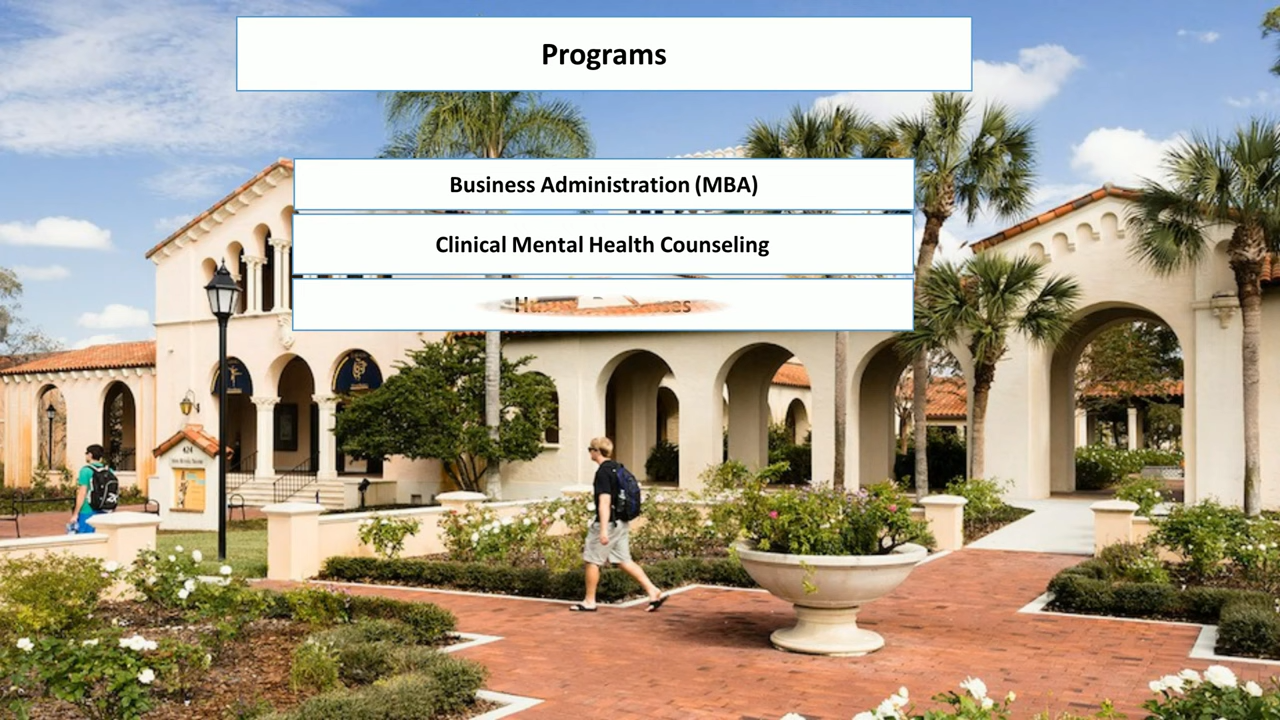 Programs
Business Administration (MBA)
Clinical Mental Health Counseling